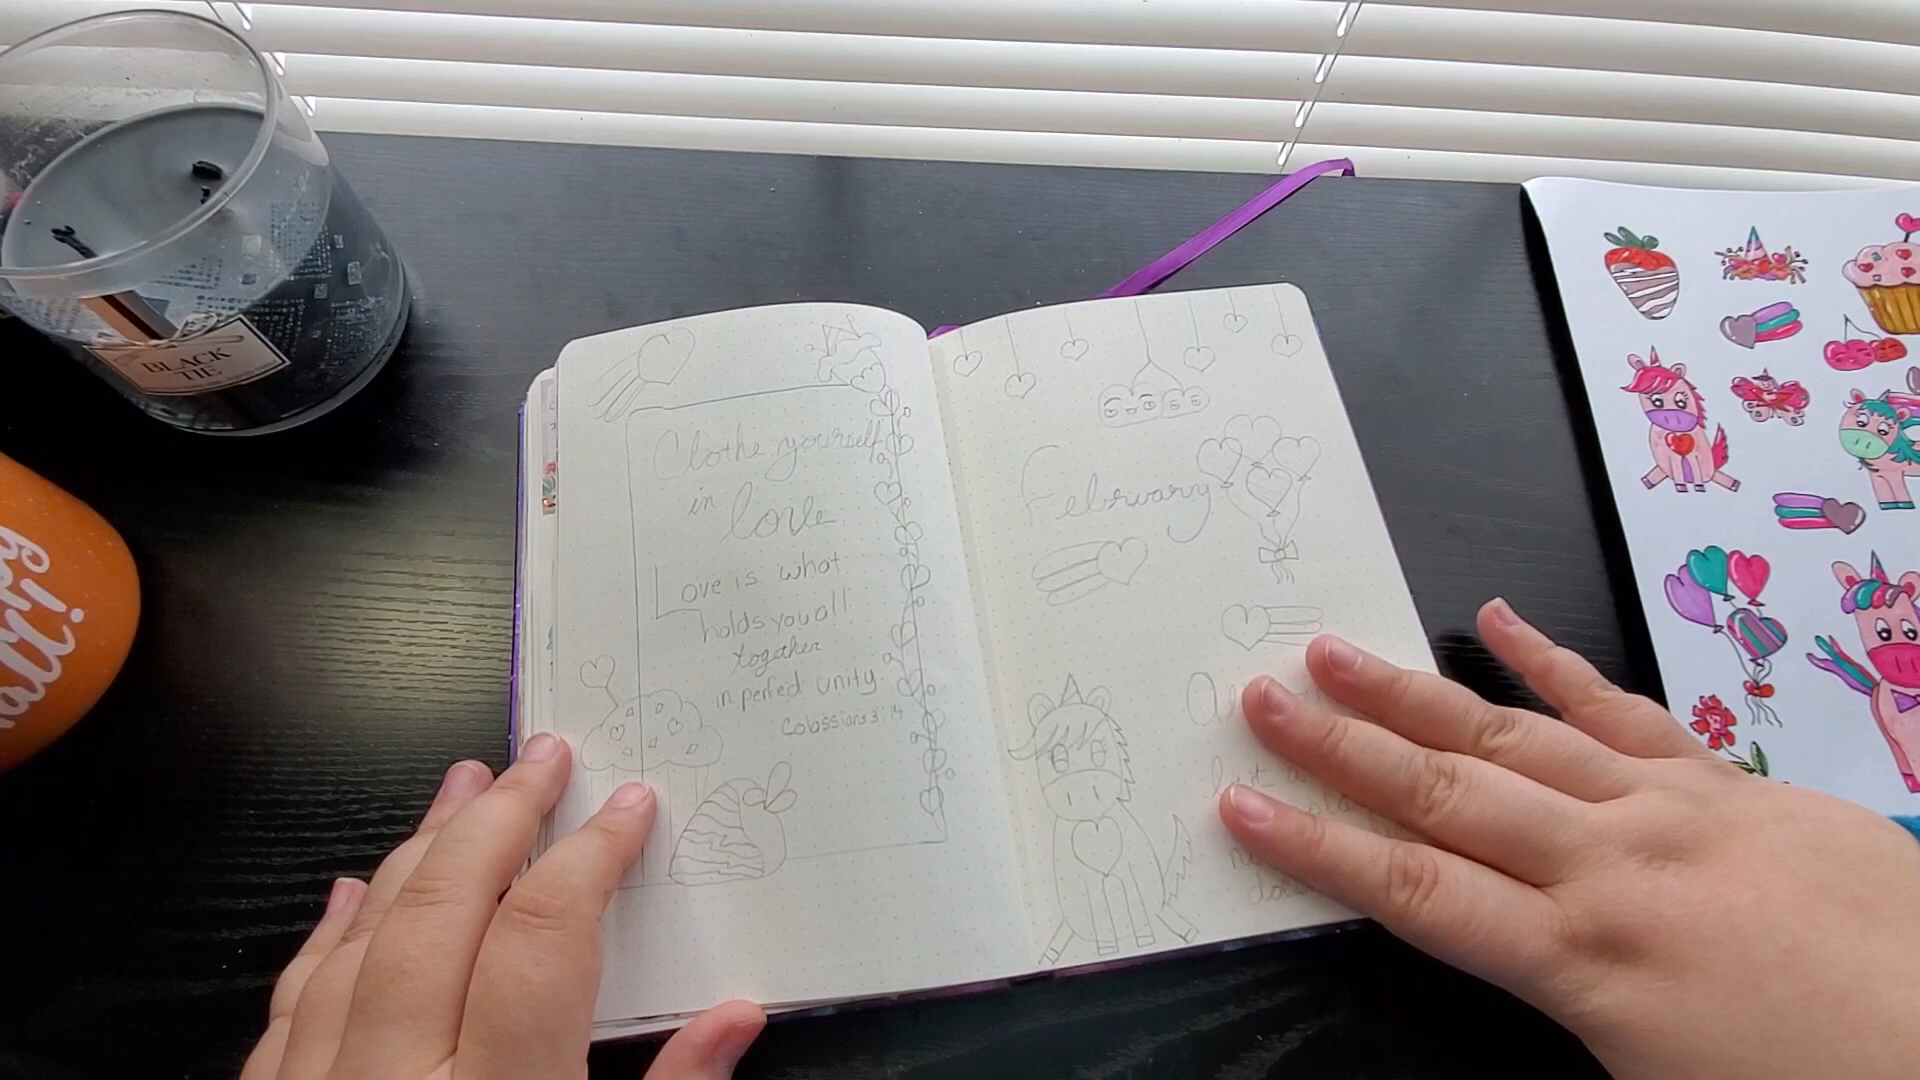 BLACK
TIE
Clothe yourself
in love
Love is what
holds you all
together
in perfect unity.
Colossians 3:14
February